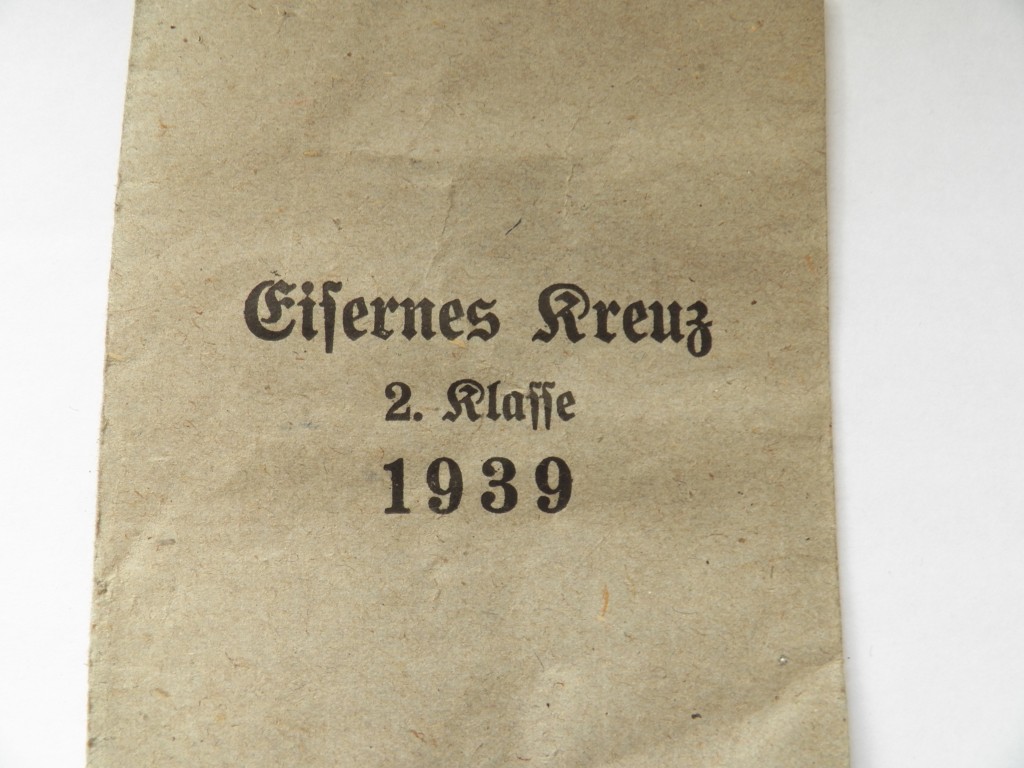 Eiſernes Kreuz
2. Klaſſe
1939